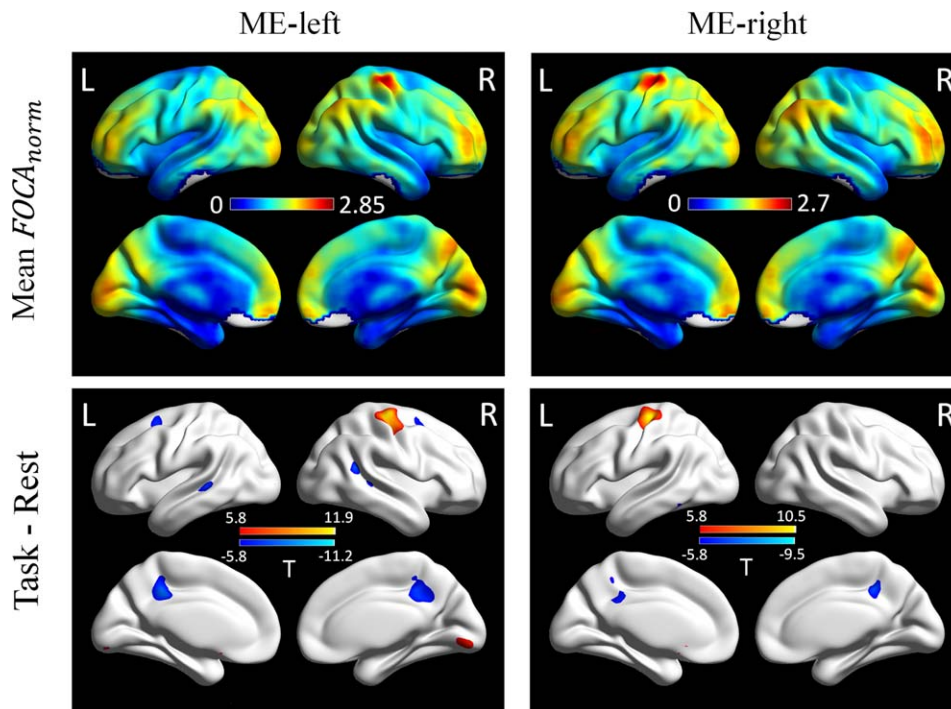 ME-left
ME-right
Mean FOCA_norm
L
R
0
2.85
L
R
0
2.7
Task - Rest
L
R
5.8
11.9
-5.8
-11.2
T
L
R
5.8
10.5
-5.8
-9.5
T